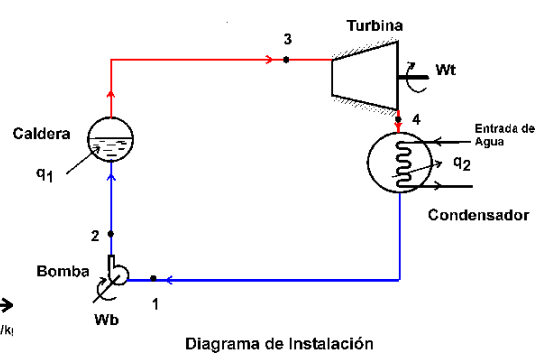 Turbina
3
Wt
4
Entrada de
Agua
Caldera
q1
q2
Condensador
2
Bomba
1
/k
Wb
Diagrama de Instalación